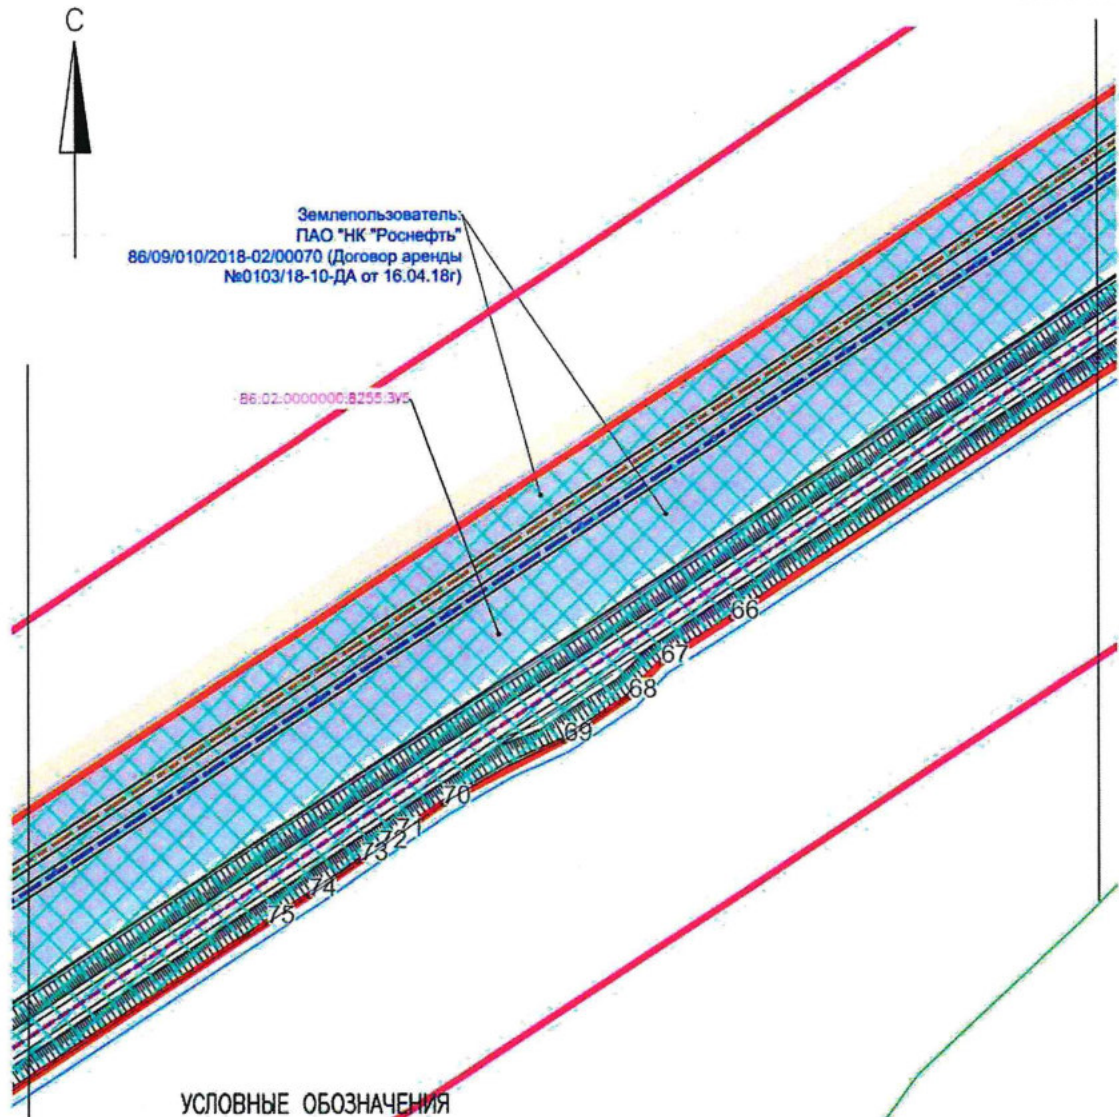 С
Землепользователь:
ПАО "НК "Роснефть"
86/09/010/2018-02/00070 (Договор аренды
№0103/18-10-ДА от 16.04.18г)
66
67
68
69
70
71
72
73
74
75
УСЛОВНЫЕ ОБОЗНАЧЕНИЯ